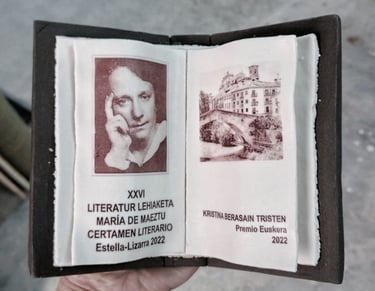 XXVI
LITERATUR LEHIAKETA
MARÍA DE MAEZTU
CERTAMEN LITERARIO
Estella-Lizarra 2022
KRISTINA BERASAIN TRISTEN
Premio Euskera
2022